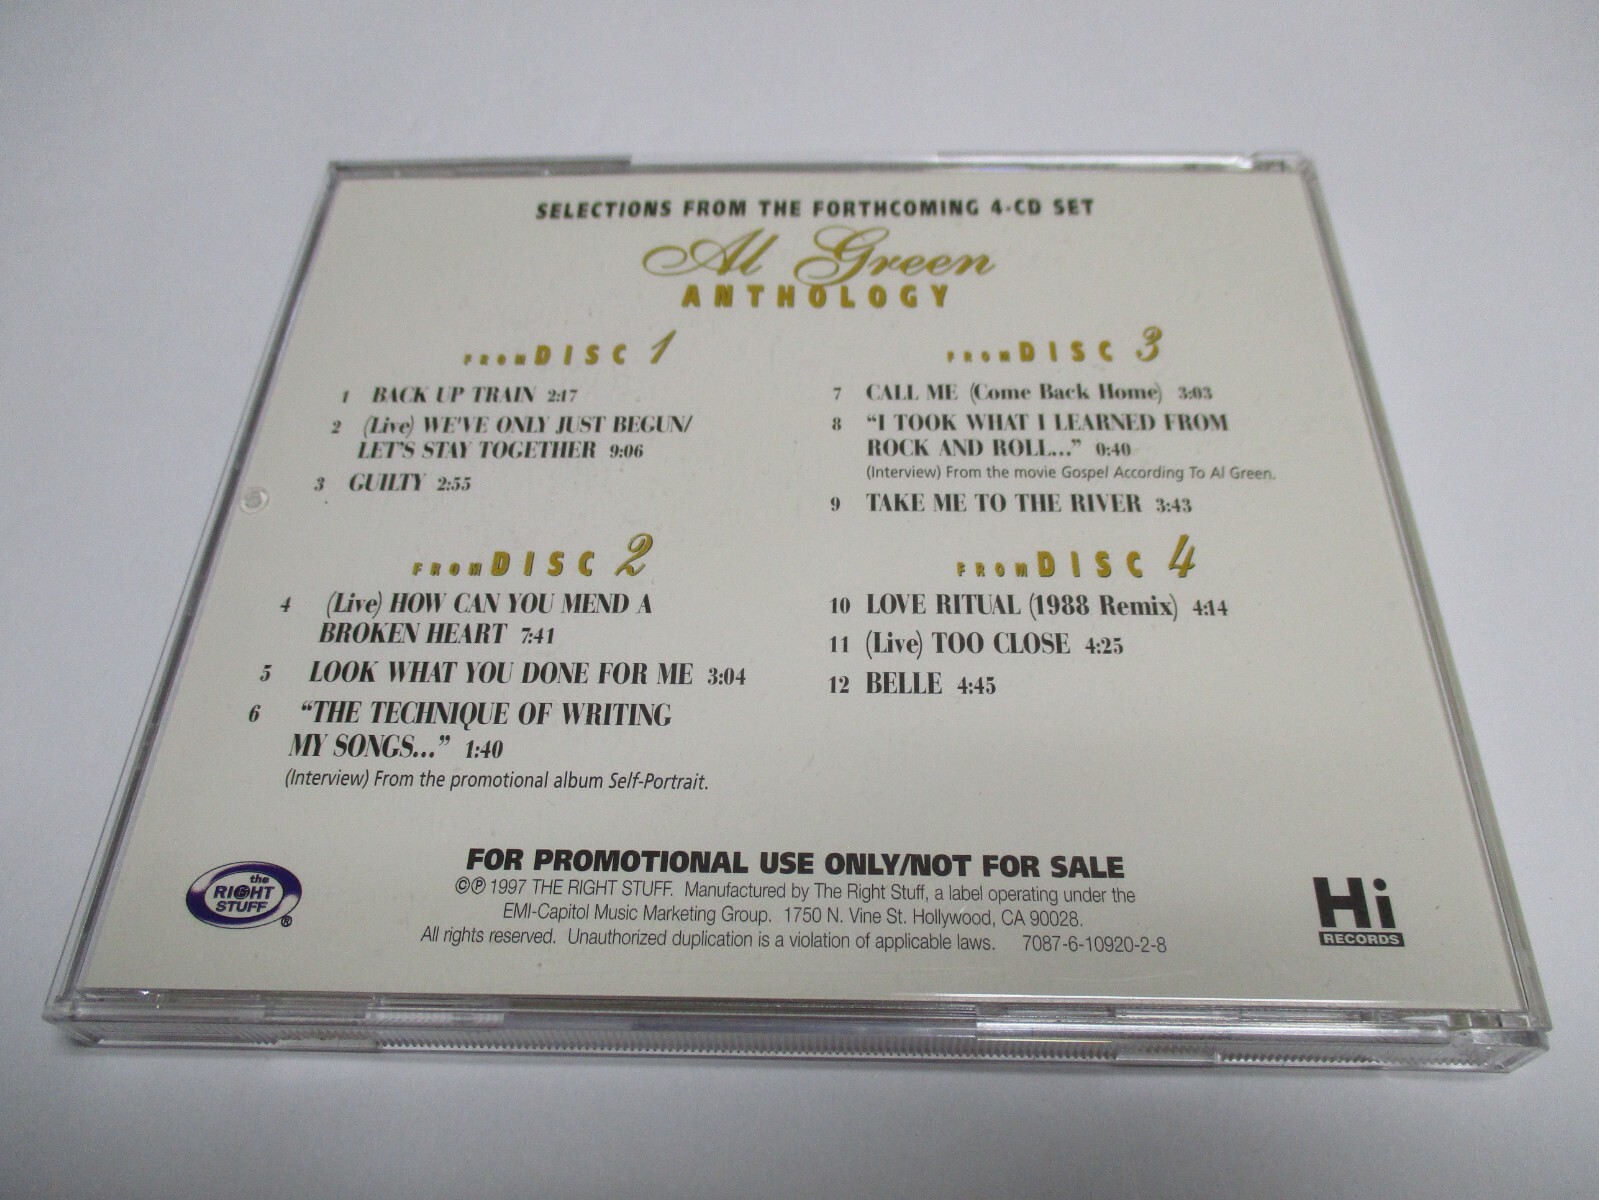 SELECTIONS FROM THE FORTHCOMING 4-CD SET
Al Green
ANTHOLOGY
FROM DISC 1
1 BACK UP TRAIN 2:17
2 (Live) WE'VE ONLY JUST BEGUN/
LET'S STAY TOGETHER 9:06
3 GUILTY 2:55
FROM DISC 2
4 (Live) HOW CAN YOU MEND A
BROKEN HEART 7:41
5 LOOK WHAT YOU DONE FOR ME 3:04
6 “THE TECHNIQUE OF WRITING
MY SONGS...” 1:40
(Interview) From the promotional album Self-Portrait.
FROM DISC 3
7 CALL ME (Come Back Home) 3:03
8 “I TOOK WHAT I LEARNED FROM
ROCK AND ROLL...” 0:40
(Interview) From the movie Gospel According To Al Green.
9 TAKE ME TO THE RIVER 3:43
FROM DISC 4
10 LOVE RITUAL (1988 Remix) 4:14
11 (Live) TOO CLOSE 4:25
12 BELLE 4:45
the
RIGHT
STUFF
®
FOR PROMOTIONAL USE ONLY/NOT FOR SALE
©℗ 1997 THE RIGHT STUFF. Manufactured by The Right Stuff, a label operating under the
EMI-Capitol Music Marketing Group. 1750 N. Vine St. Hollywood, CA 90028.
All rights reserved. Unauthorized duplication is a violation of applicable laws. 7087-6-10920-2-8
Hi
RECORDS